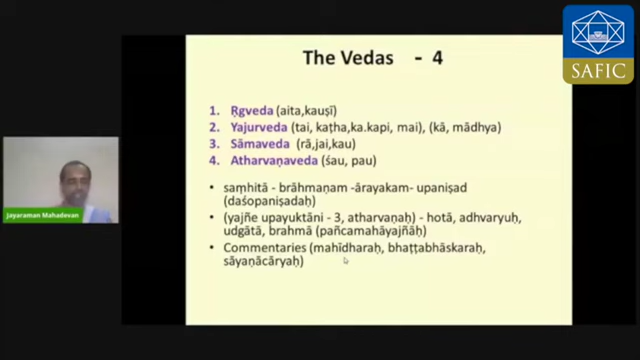 The Vedas - 4
SAFIC
1. Ṛgveda (aita,kauṣī)
2. Yajurveda (tai, kaṭha,ka.kapi, mai), (kā, mādhya)
3. Sāmaveda (rā,jai,kau)
4. Atharvaṇaveda (śau, pau)
• saṃhitā - brāhmaṇam -ārayakam- upaniṣad
(daśopaniṣadaḥ)
• (yajñe upayuktāni - 3, atharvaṇaḥ) - hotā, adhvaryuḥ,
udgātā, brahmā (pañcamahāyajñāḥ)
• Commentaries (mahīdharaḥ, bhaṭṭabhāskaraḥ,
sāyaṇācāryaḥ)
Jayaraman Mahadevan